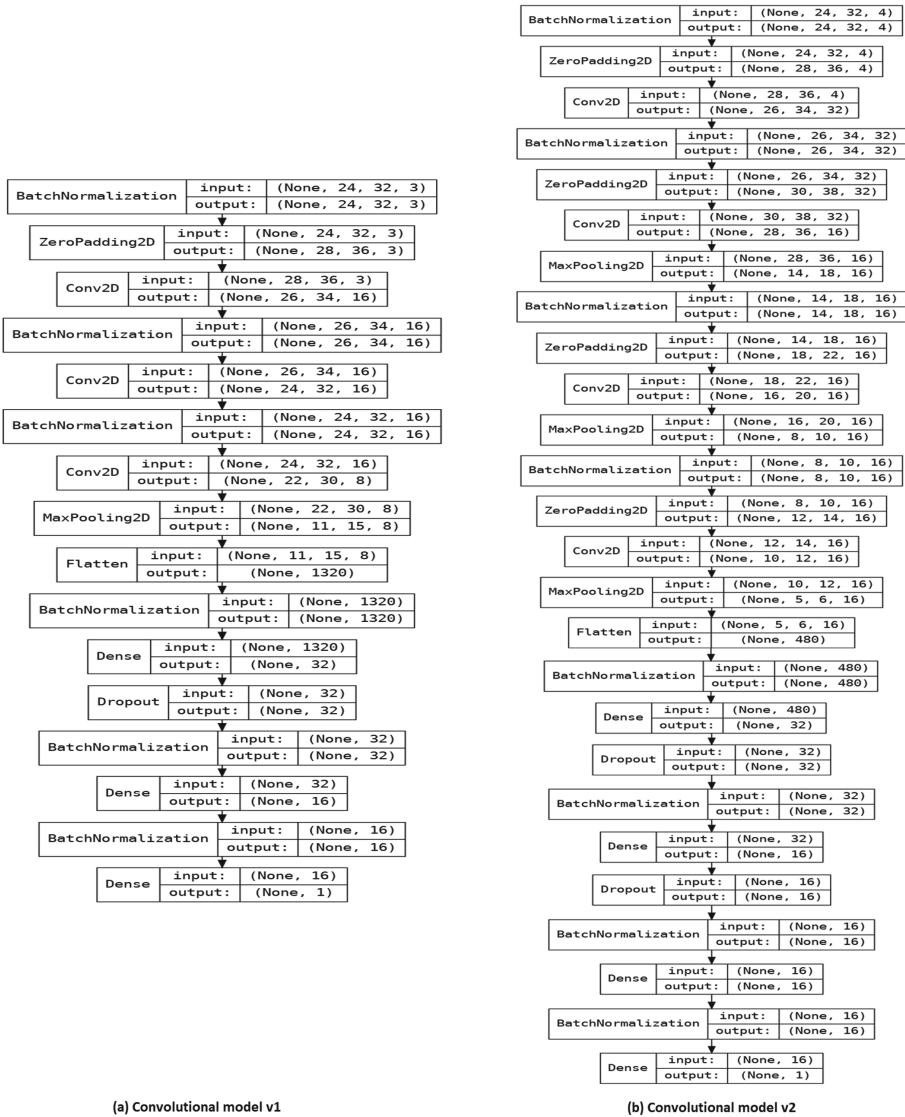 BatchNormalization input: (None, 24, 32, 3)
output: (None, 24, 32, 3)
ZeroPadding2D input: (None, 24, 32, 3)
output: (None, 28, 36, 3)
Conv2D input: (None, 28, 36, 3)
output: (None, 26, 34, 16)
BatchNormalization input: (None, 26, 34, 16)
output: (None, 26, 34, 16)
Conv2D input: (None, 26, 34, 16)
output: (None, 24, 32, 16)
BatchNormalization input: (None, 24, 32, 16)
output: (None, 24, 32, 16)
Conv2D input: (None, 24, 32, 16)
output: (None, 22, 30, 8)
MaxPooling2D input: (None, 22, 30, 8)
output: (None, 11, 15, 8)
Flatten input: (None, 11, 15, 8)
output: (None, 1320)
BatchNormalization input: (None, 1320)
output: (None, 1320)
Dense input: (None, 1320)
output: (None, 32)
Dropout input: (None, 32)
output: (None, 32)
BatchNormalization input: (None, 32)
output: (None, 32)
Dense input: (None, 32)
output: (None, 16)
BatchNormalization input: (None, 16)
output: (None, 16)
Dense input: (None, 16)
output: (None, 1)
(a) Convolutional model v1
BatchNormalization input: (None, 24, 32, 4)
output: (None, 24, 32, 4)
ZeroPadding2D input: (None, 24, 32, 4)
output: (None, 28, 36, 4)
Conv2D input: (None, 28, 36, 4)
output: (None, 26, 34, 32)
BatchNormalization input: (None, 26, 34, 32)
output: (None, 26, 34, 32)
ZeroPadding2D input: (None, 26, 34, 32)
output: (None, 30, 38, 32)
Conv2D input: (None, 30, 38, 32)
output: (None, 28, 36, 16)
MaxPooling2D input: (None, 28, 36, 16)
output: (None, 14, 18, 16)
BatchNormalization input: (None, 14, 18, 16)
output: (None, 14, 18, 16)
ZeroPadding2D input: (None, 14, 18, 16)
output: (None, 18, 22, 16)
Conv2D input: (None, 18, 22, 16)
output: (None, 16, 20, 16)
MaxPooling2D input: (None, 16, 20, 16)
output: (None, 8, 10, 16)
BatchNormalization input: (None, 8, 10, 16)
output: (None, 8, 10, 16)
ZeroPadding2D input: (None, 8, 10, 16)
output: (None, 12, 14, 16)
Conv2D input: (None, 12, 14, 16)
output: (None, 10, 12, 16)
MaxPooling2D input: (None, 10, 12, 16)
output: (None, 5, 6, 16)
Flatten input: (None, 5, 6, 16)
output: (None, 480)
BatchNormalization input: (None, 480)
output: (None, 480)
Dense input: (None, 480)
output: (None, 32)
Dropout input: (None, 32)
output: (None, 32)
BatchNormalization input: (None, 32)
output: (None, 32)
Dense input: (None, 32)
output: (None, 16)
Dropout input: (None, 16)
output: (None, 16)
BatchNormalization input: (None, 16)
output: (None, 16)
Dense input: (None, 16)
output: (None, 16)
BatchNormalization input: (None, 16)
output: (None, 16)
Dense input: (None, 16)
output: (None, 1)
(b) Convolutional model v2